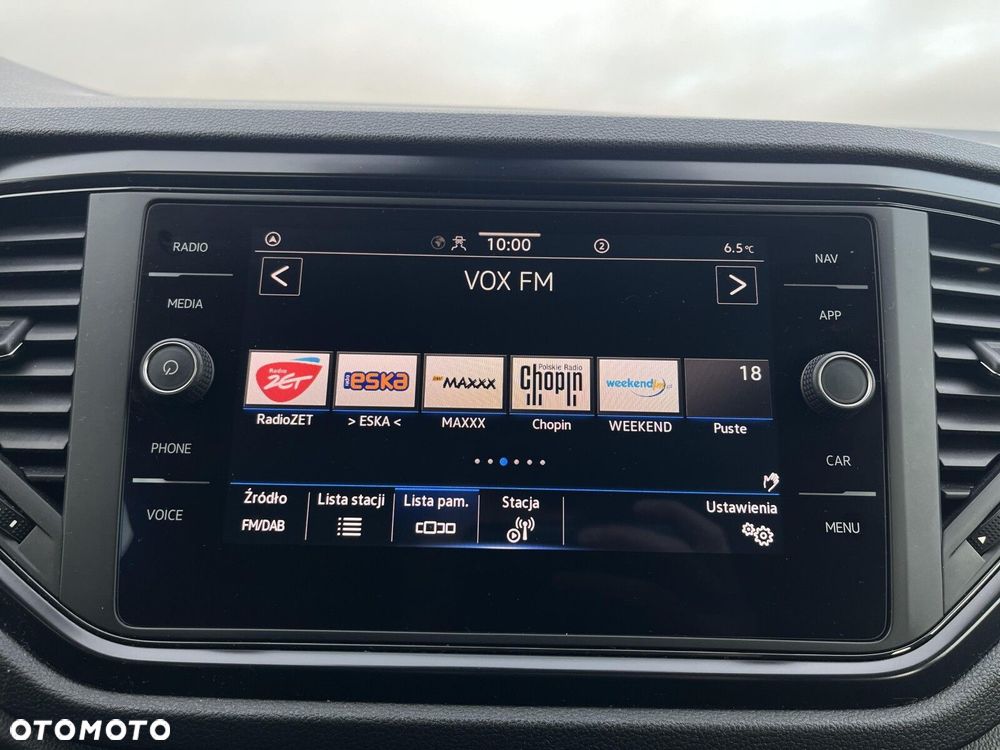 RADIO
MEDIA
PHONE
VOICE
10:00
2
6.5°C
<
VOX FM
>
Radio
ZET
RadioZET
ESKA
> ESKA <
MAXXX
MAXXX
Polskie Radio
Chopin
Chopin
weekendfm.pl
WEEKEND
18
Puste
Źródło
FM/DAB
Lista stacji
Lista pam.
Stacja
Ustawienia
NAV
APP
CAR
MENU
OTOMOTO